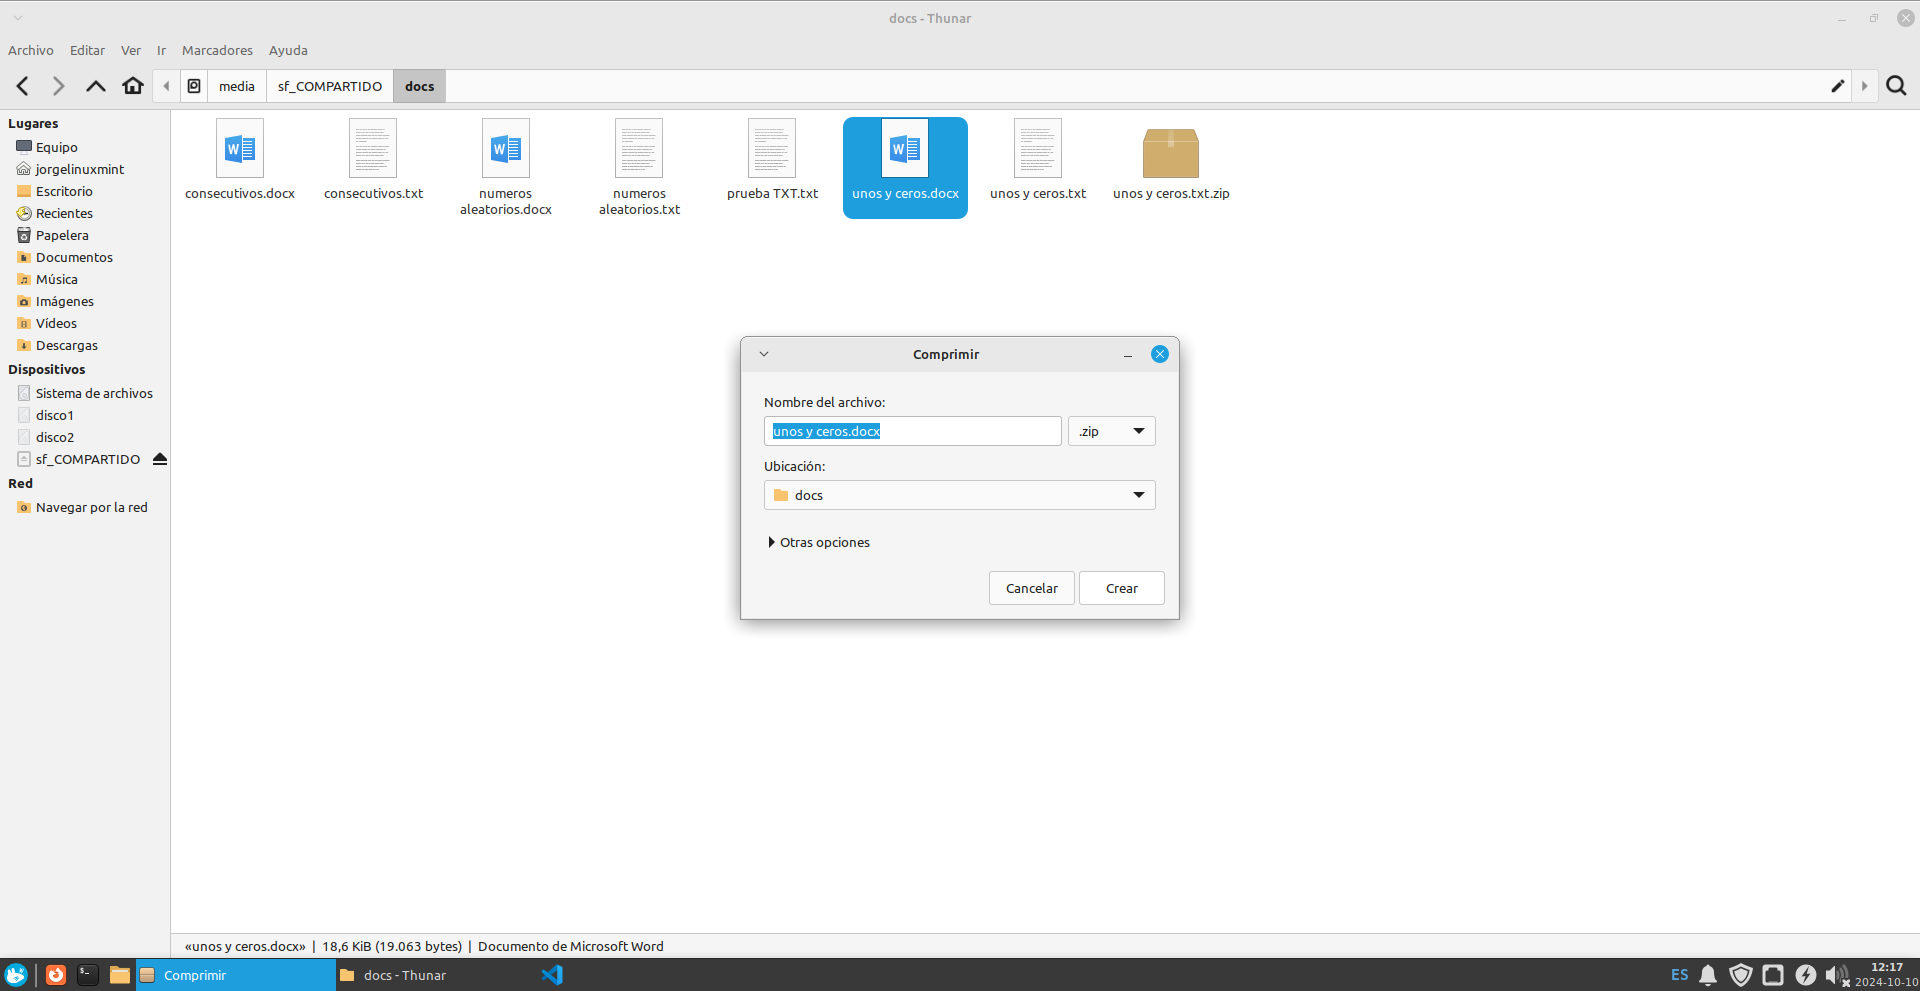 docs - Thunar
Archivo Editar Ver Ir Marcadores Ayuda
media sf_COMPARTIDO docs
Lugares
Equipo
jorgelinuxmint
Escritorio
Recientes
Papelera
Documentos
Música
Imágenes
Vídeos
Descargas
Dispositivos
Sistema de archivos
disco1
disco2
sf_COMPARTIDO
Red
Navegar por la red
consecutivos.docx
consecutivos.txt
numeros
aleatorios.docx
numeros
aleatorios.txt
prueba TXT.txt
unos y ceros.docx
unos y ceros.txt
unos y ceros.txt.zip
Comprimir
Nombre del archivo:
unos y ceros.docx .zip
Ubicación:
docs
Otras opciones
Cancelar Crear
«unos y ceros.docx» | 18,6 KiB (19.063 bytes) | Documento de Microsoft Word
Comprimir docs - Thunar ES 12:17
2024-10-10